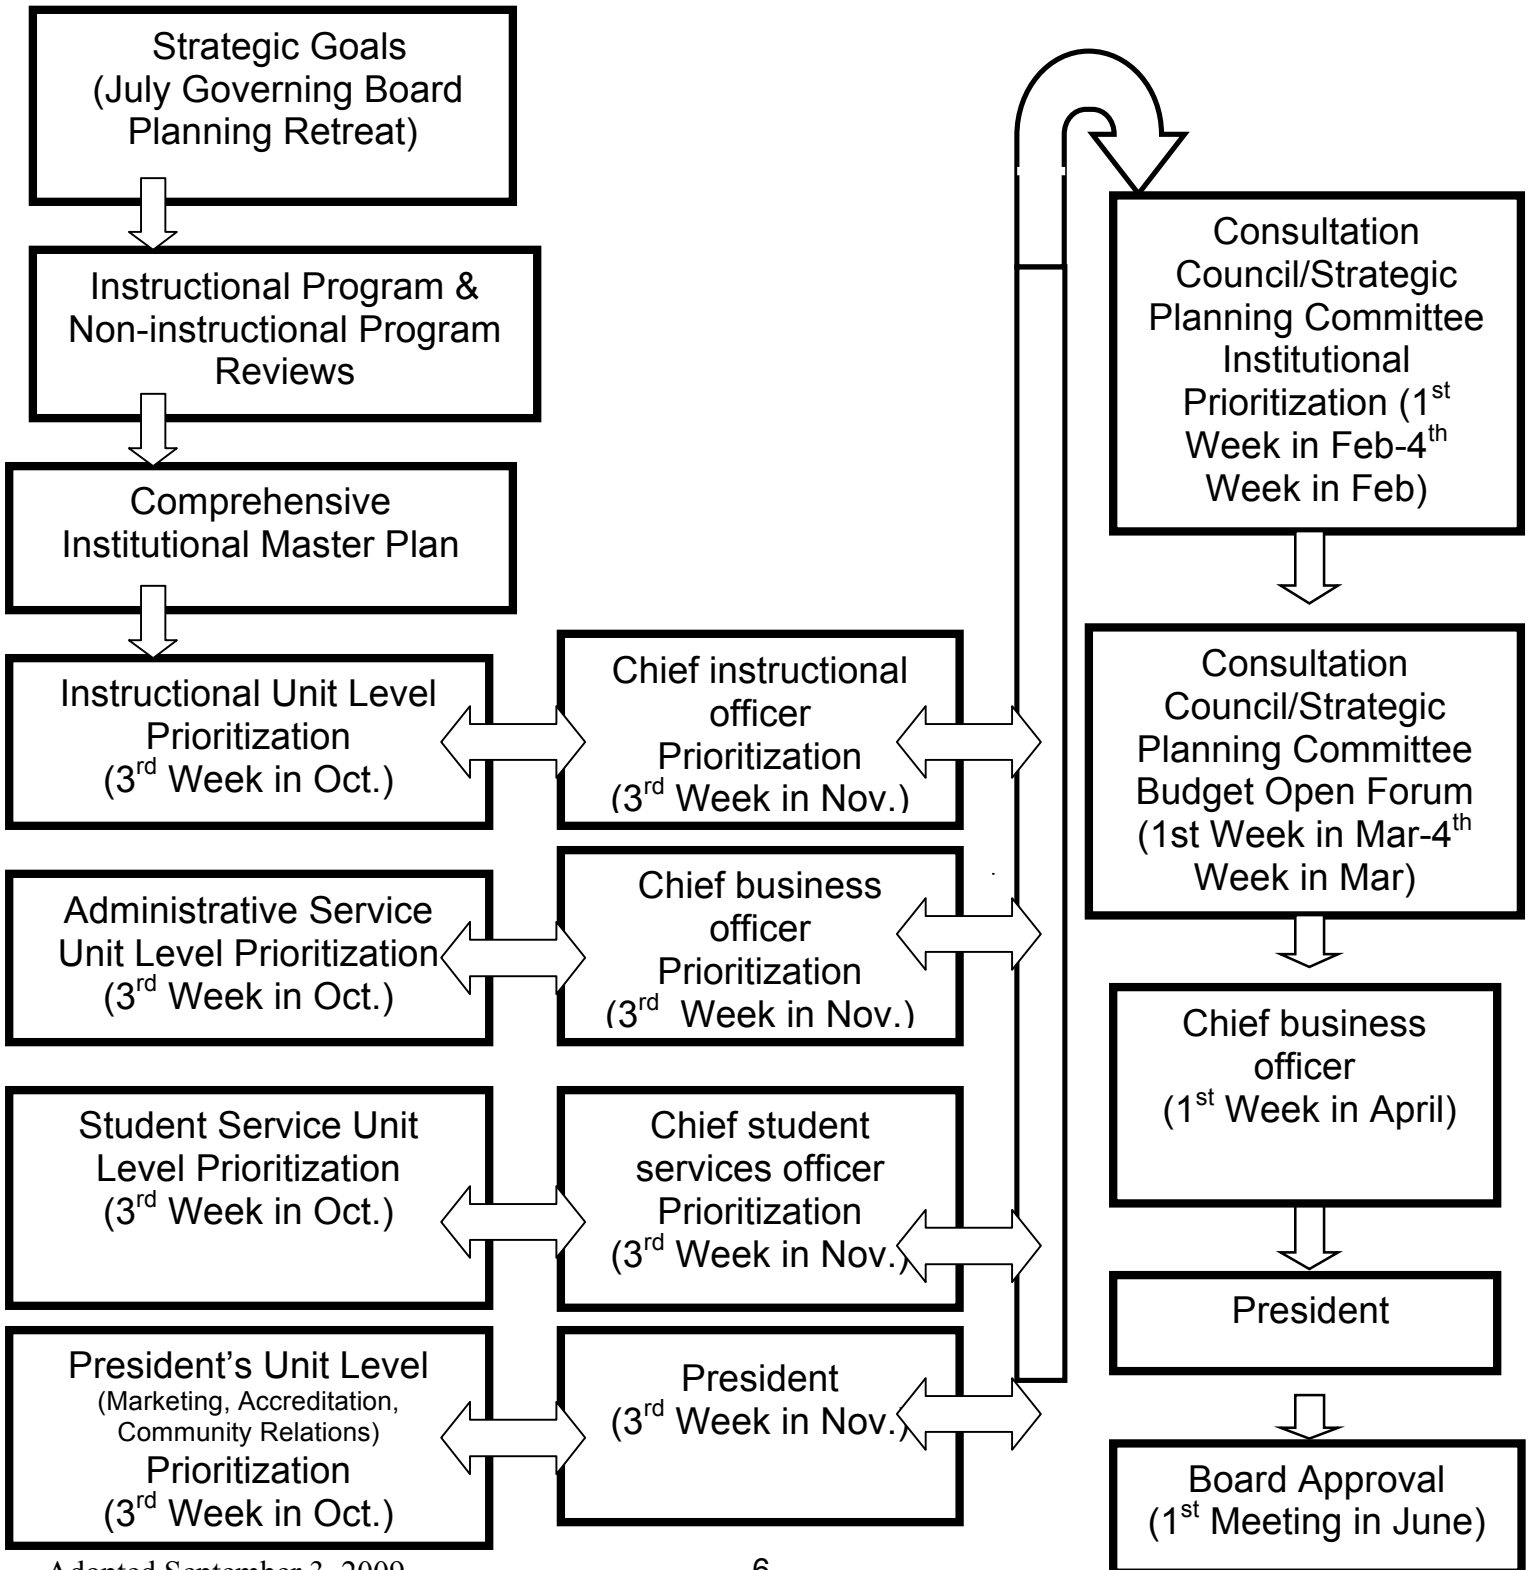 Strategic Goals
(July Governing Board
Planning Retreat)
Instructional Program &
Non-instructional Program
Reviews
Comprehensive
Institutional Master Plan
Instructional Unit Level
Prioritization
(3rd Week in Oct.)
Chief instructional
officer
Prioritization
(3rd Week in Nov.)
Administrative Service
Unit Level Prioritization
(3rd Week in Oct.)
Chief business
officer
Prioritization
(3rd Week in Nov.)
Student Service Unit
Level Prioritization
(3rd Week in Oct.)
Chief student
services officer
Prioritization
(3rd Week in Nov.)
President's Unit Level
(Marketing, Accreditation,
Community Relations)
Prioritization
(3rd Week in Oct.)
President
(3rd Week in Nov.)
Consultation
Council/Strategic
Planning Committee
Institutional
Prioritization (1st
Week in Feb-4th
Week in Feb)
Consultation
Council/Strategic
Planning Committee
Budget Open Forum
(1st Week in Mar-4th
Week in Mar)
Chief business
officer
(1st Week in April)
President
Board Approval
(1st Meeting in June)
Adopted September 3, 2009
6